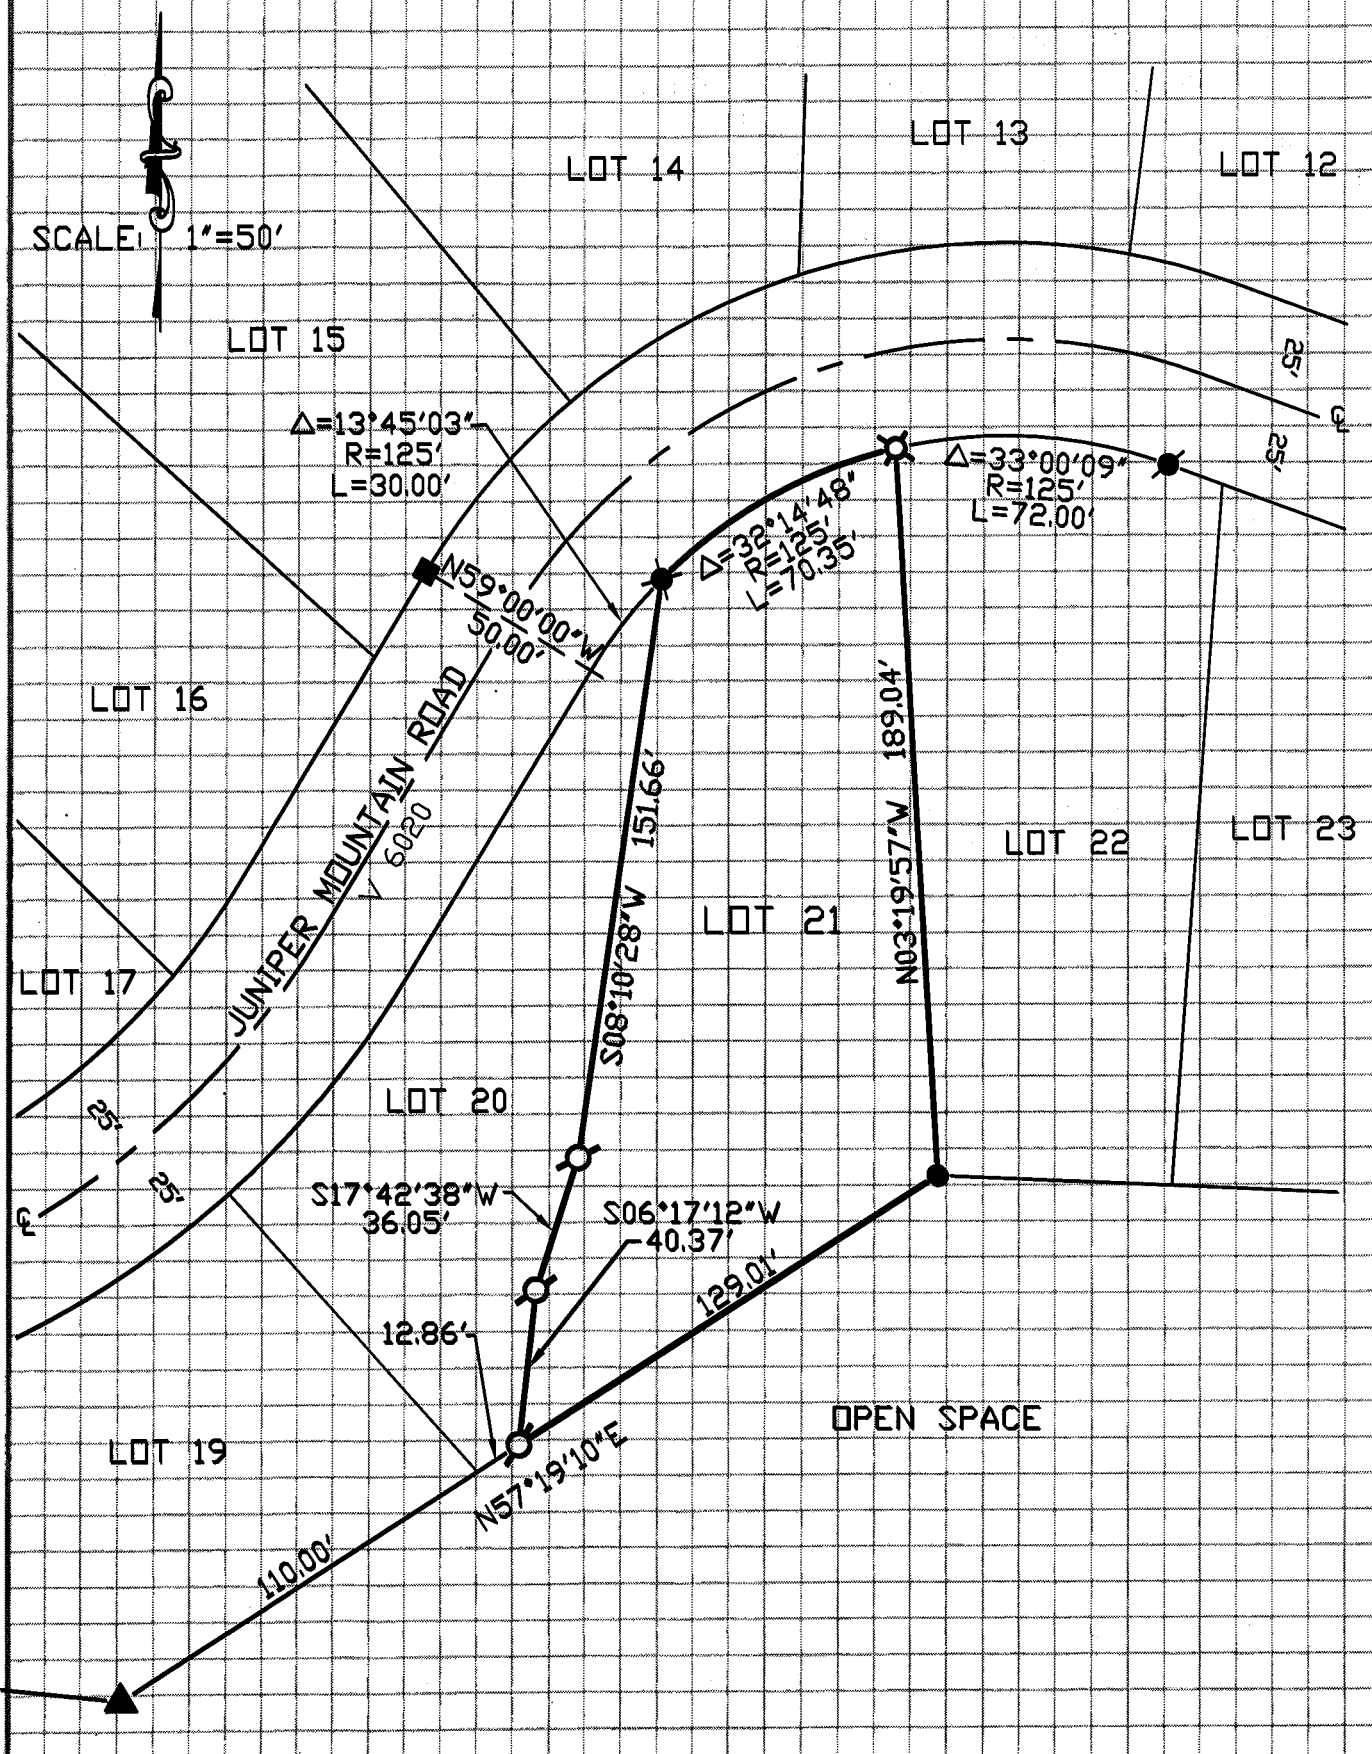 LOT 13
LOT 14
LOT 12
SCALE: 1"=50'
LOT 15
25'
℄
25'
Δ=13°45'03"
R=125'
L=30.00'
Δ=33°00'09"
R=125'
L=72.00'
Δ=32°14'48"
R=125'
L=70.35'
N59°00'00"W
50.00'
LOT 16
JUNIPER MOUNTAIN ROAD
V 6020
151.66'
S08°10'28"W
189.04'
N03°19'57"W
LOT 22
LOT 23
LOT 21
LOT 17
LOT 20
25'
25'
℄
S17°42'38"W
36.05'
S06°17'12"W
40.37'
129.01'
12.86'
OPEN SPACE
LOT 19
N57°19'10"E
110.00'